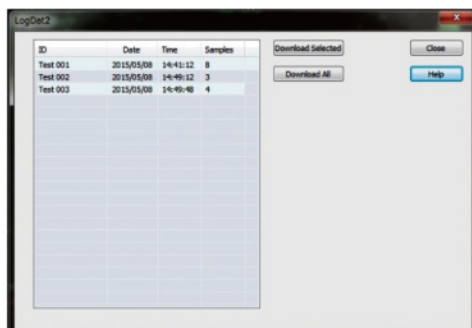 LogDat2
ID Date Time Samples
Test 001 2015/05/08 14:41:12 8
Test 002 2015/05/08 14:49:12 3
Test 003 2015/05/08 14:49:48 4
Download Selected
Close
Download All
Help